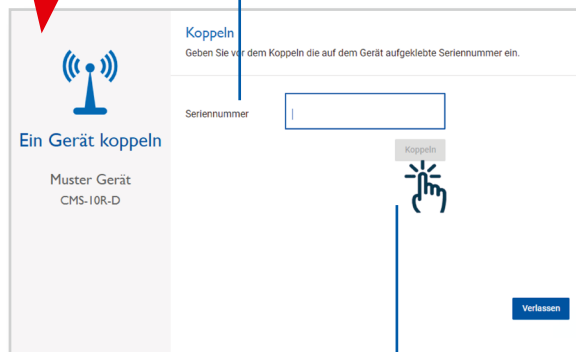 Koppeln
Geben Sie vor dem Koppeln die auf dem Gerät aufgeklebte Seriennummer ein.
Seriennummer
Koppeln
Ein Gerät koppeln
Muster Gerät
CMS-10R-D
Verlassen